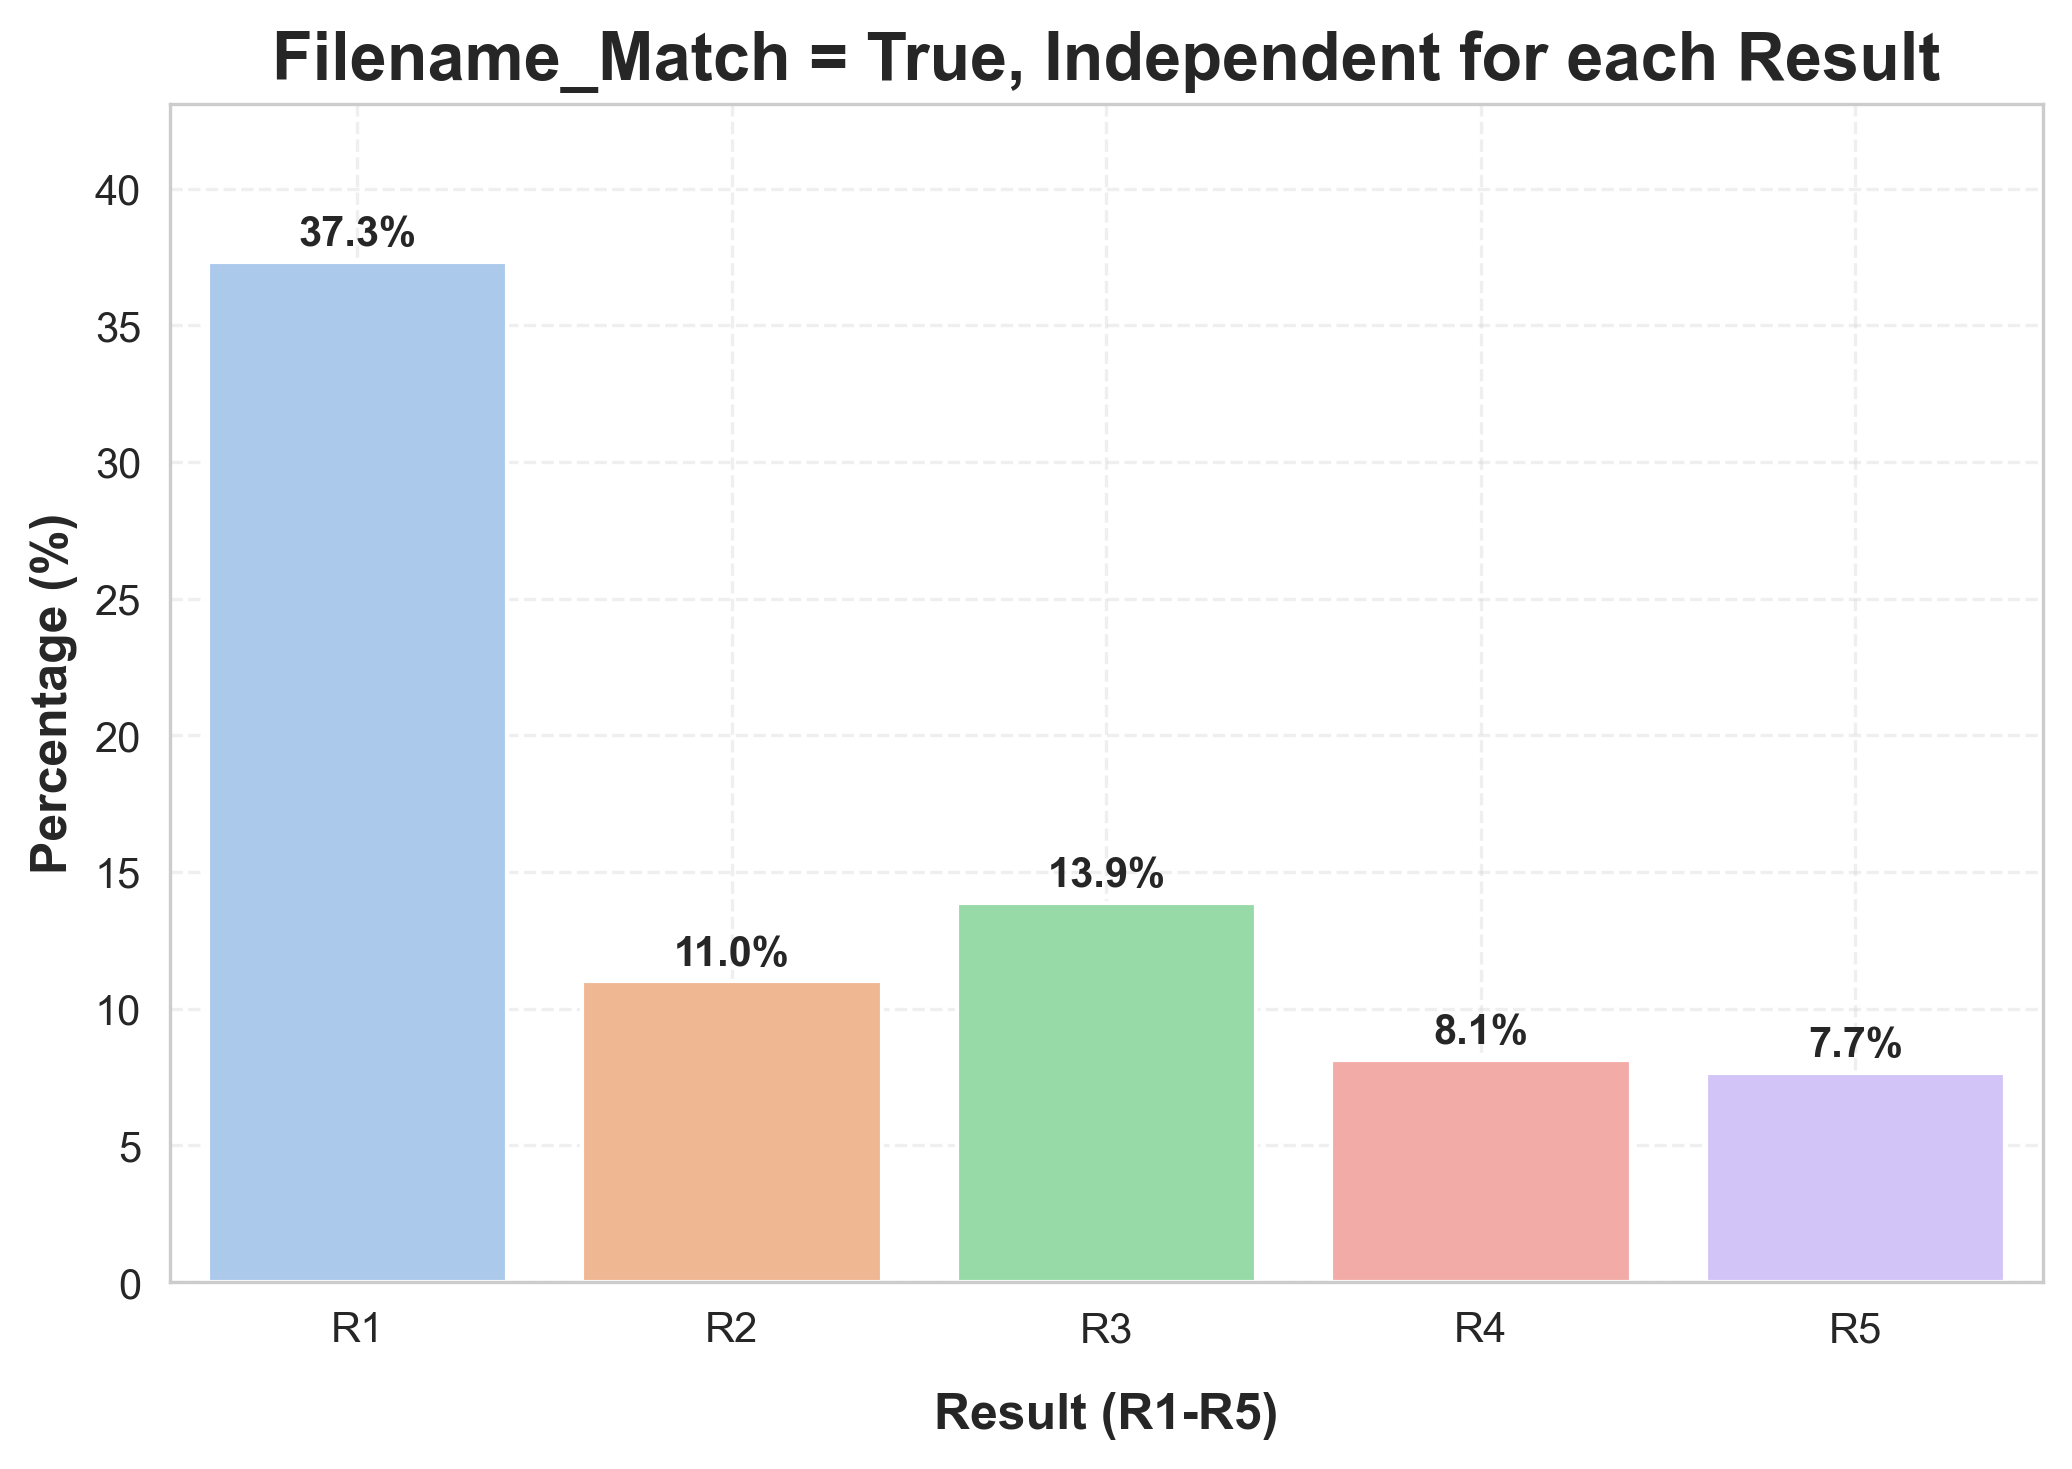 Filename_Match = True, Independent for each Result
Percentage (%)
40
35
30
25
20
15
10
5
0
37.3%
11.0%
13.9%
8.1%
7.7%
R1
R2
R3
R4
R5
Result (R1-R5)